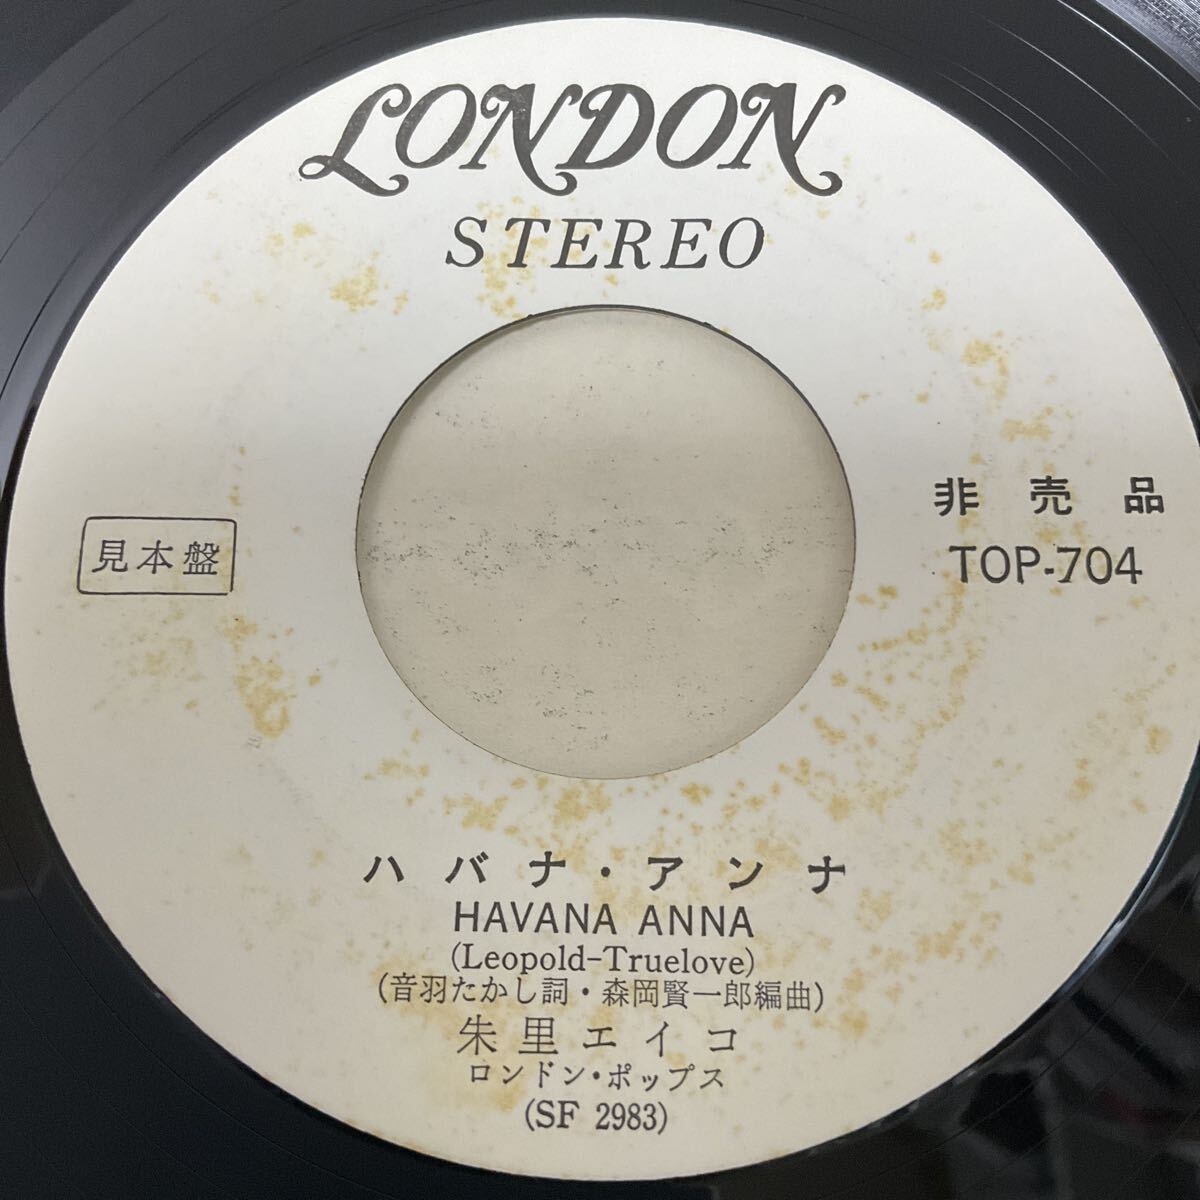 LONDON
STEREO
見本盤
非売品
TOP-704
ハバナ・アンナ
HAVANA ANNA
(Leopold-Truelove)
(音羽たかし詞・森岡賢一郎編曲)
朱里エイコ
ロンドン・ポップス
(SF 2983)